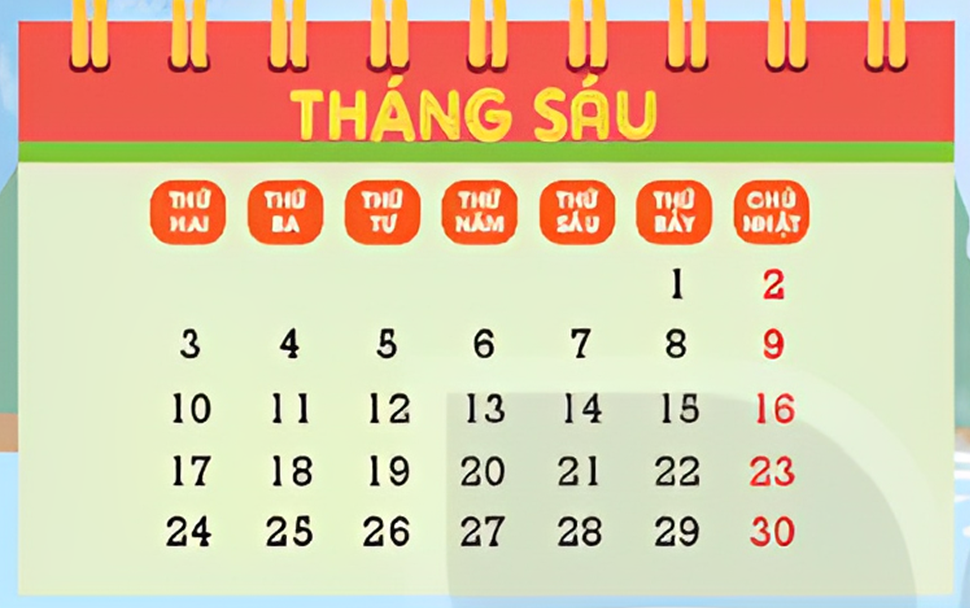 THÁNG SÁU
THỨ HAI THỨ BA THỨ TƯ THỨ NĂM THỨ SÁU THỨ BẢY CHỦ NHẬT
1 2
3 4 5 6 7 8 9
10 11 12 13 14 15 16
17 18 19 20 21 22 23
24 25 26 27 28 29 30